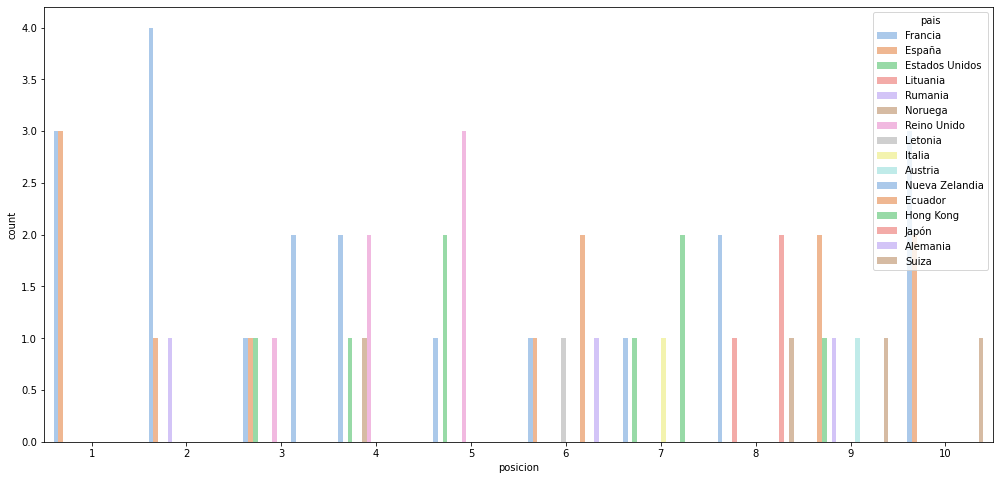 4.0
3.5
3.0
2.5
2.0
1.5
1.0
0.5
0.0
count
1 2 3 4 5 6 7 8 9 10
posicion
pais
Francia
España
Estados Unidos
Lituania
Rumania
Noruega
Reino Unido
Letonia
Italia
Austria
Nueva Zelandia
Ecuador
Hong Kong
Japón
Alemania
Suiza